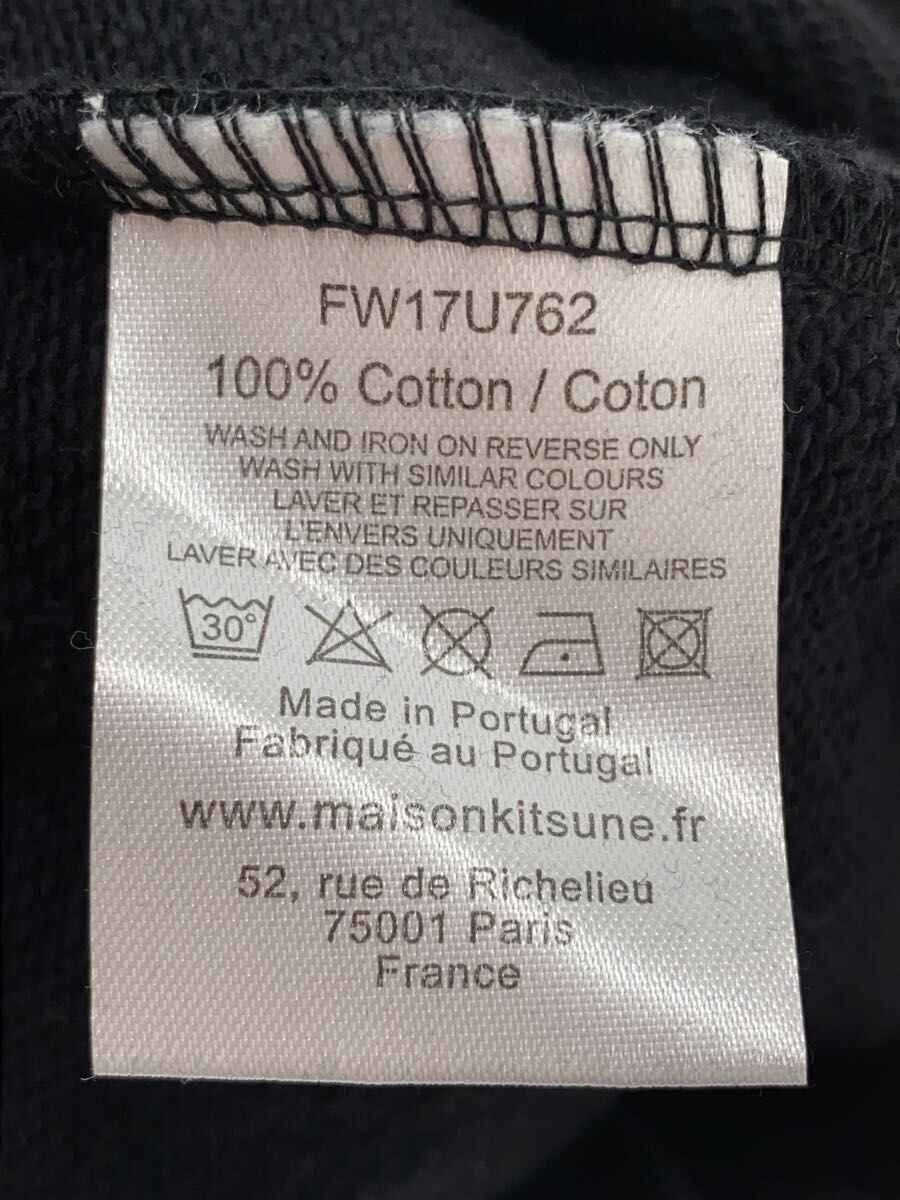 FW17U762
100% Cotton / Coton
WASH AND IRON ON REVERSE ONLY
WASH WITH SIMILAR COLOURS
LAVER ET REPASSER SUR
L'ENVERS UNIQUEMENT
LAVER AVEC DES COULEURS SIMILAIRES
30°
Made in Portugal
Fabriqué au Portugal
www.maisonkitsune.fr
52, rue de Richelieu
75001 Paris
France